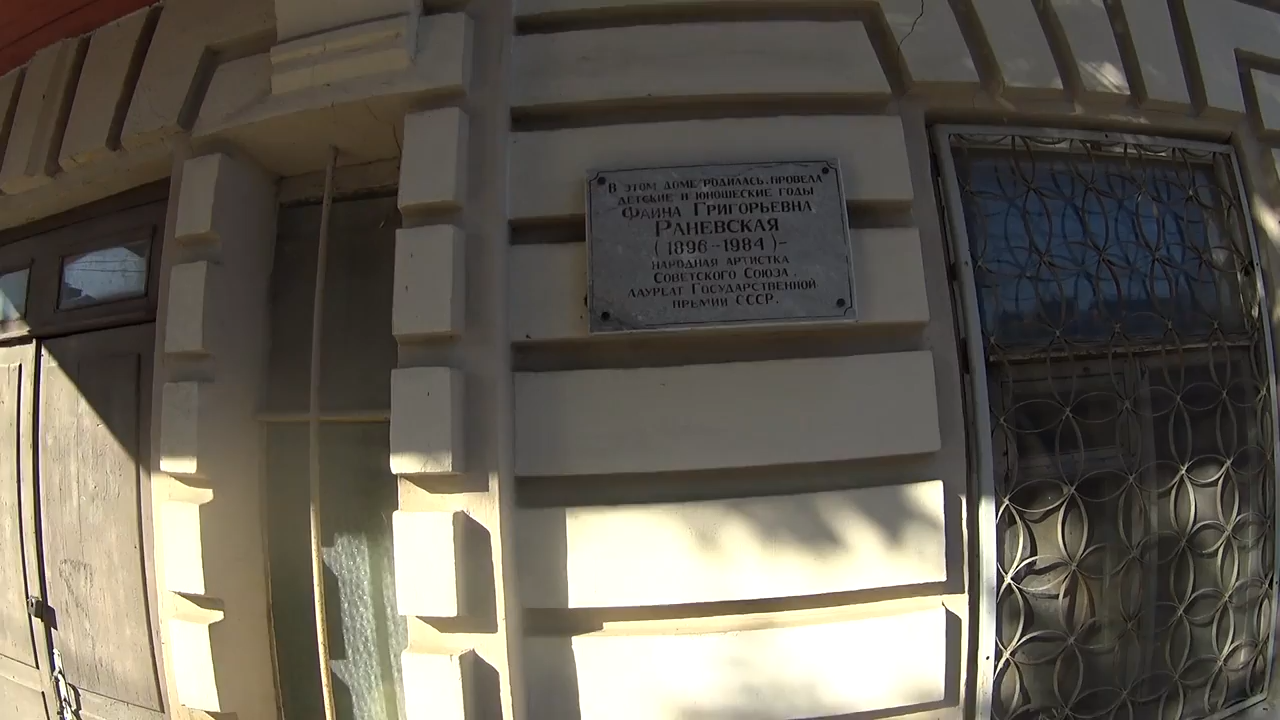 В ЭТОМ ДОМЕ РОДИЛАСЬ, ПРОВЕЛА
ДЕТСКИЕ И ЮНОШЕСКИЕ ГОДЫ
ФАИНА ГРИГОРЬЕВНА
РАНЕВСКАЯ
(1896-1984)-
НАРОДНАЯ АРТИСТКА
СОВЕТСКОГО СОЮЗА.
ЛАУРЕАТ ГОСУДАРСТВЕННОЙ
ПРЕМИИ СССР.